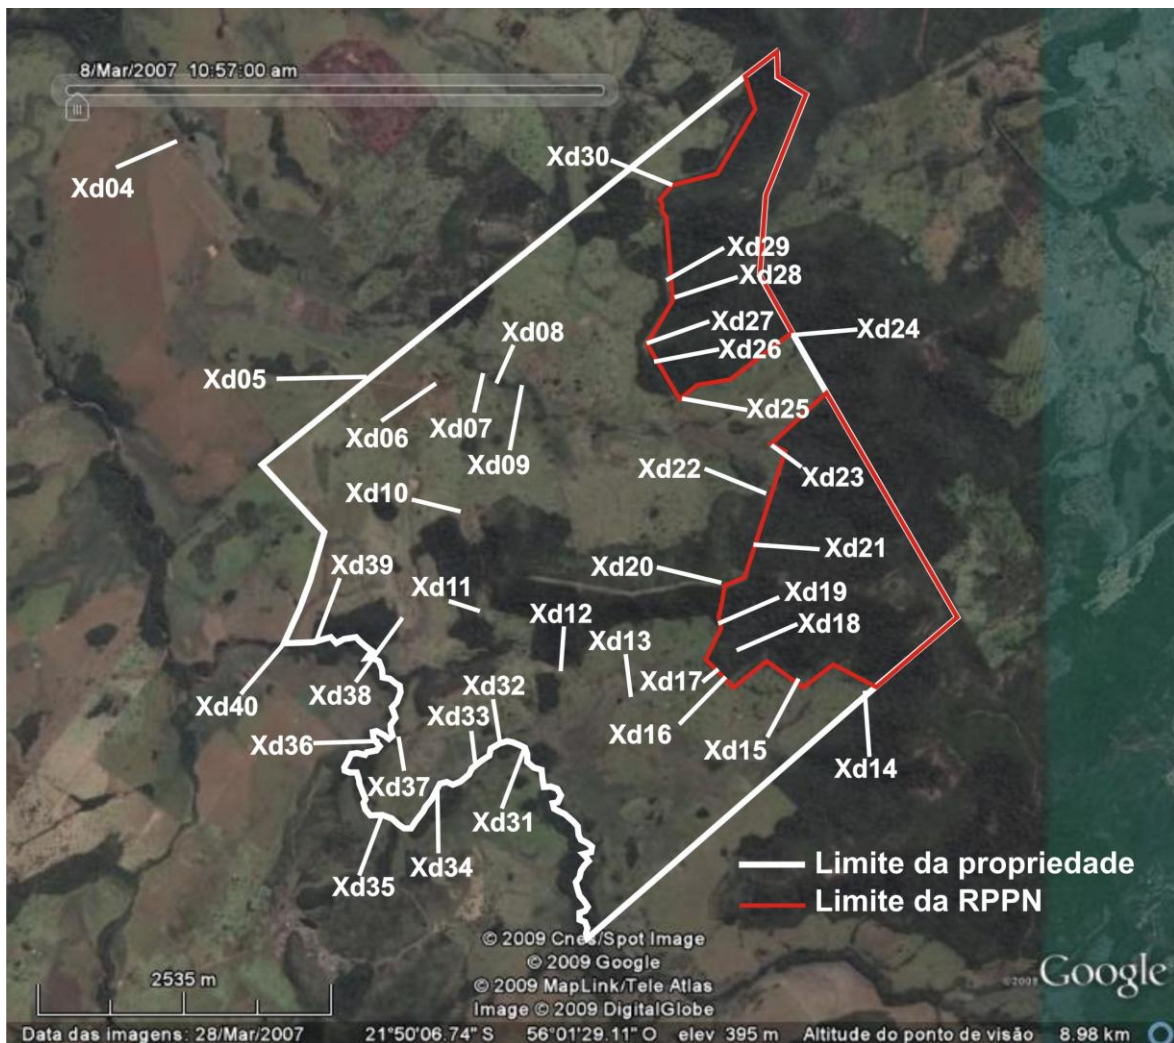 8/Mar/2007 10:57:00 am
Xd04
Xd30
Xd29
Xd28
Xd27
Xd26
Xd24
Xd08
Xd05
Xd25
Xd06
Xd07
Xd09
Xd22
Xd23
Xd10
Xd21
Xd20
Xd39
Xd11
Xd19
Xd12
Xd13
Xd18
Xd17
Xd38
Xd32
Xd40
Xd33
Xd16
Xd36
Xd15
Xd37
Xd14
Xd31
Xd34
Xd35
Limite da propriedade
Limite da RPPN
© 2009 Cnes/Spot Image
© 2009 Google
© 2009 MapLink/Tele Atlas
Image © 2009 DigitalGlobe
2535 m
©2009 Google
Data das imagens: 28/Mar/2007 21°50'06.74" S 56°01'29.11" O elev 395 m Altitude do ponto de visão 8.98 km